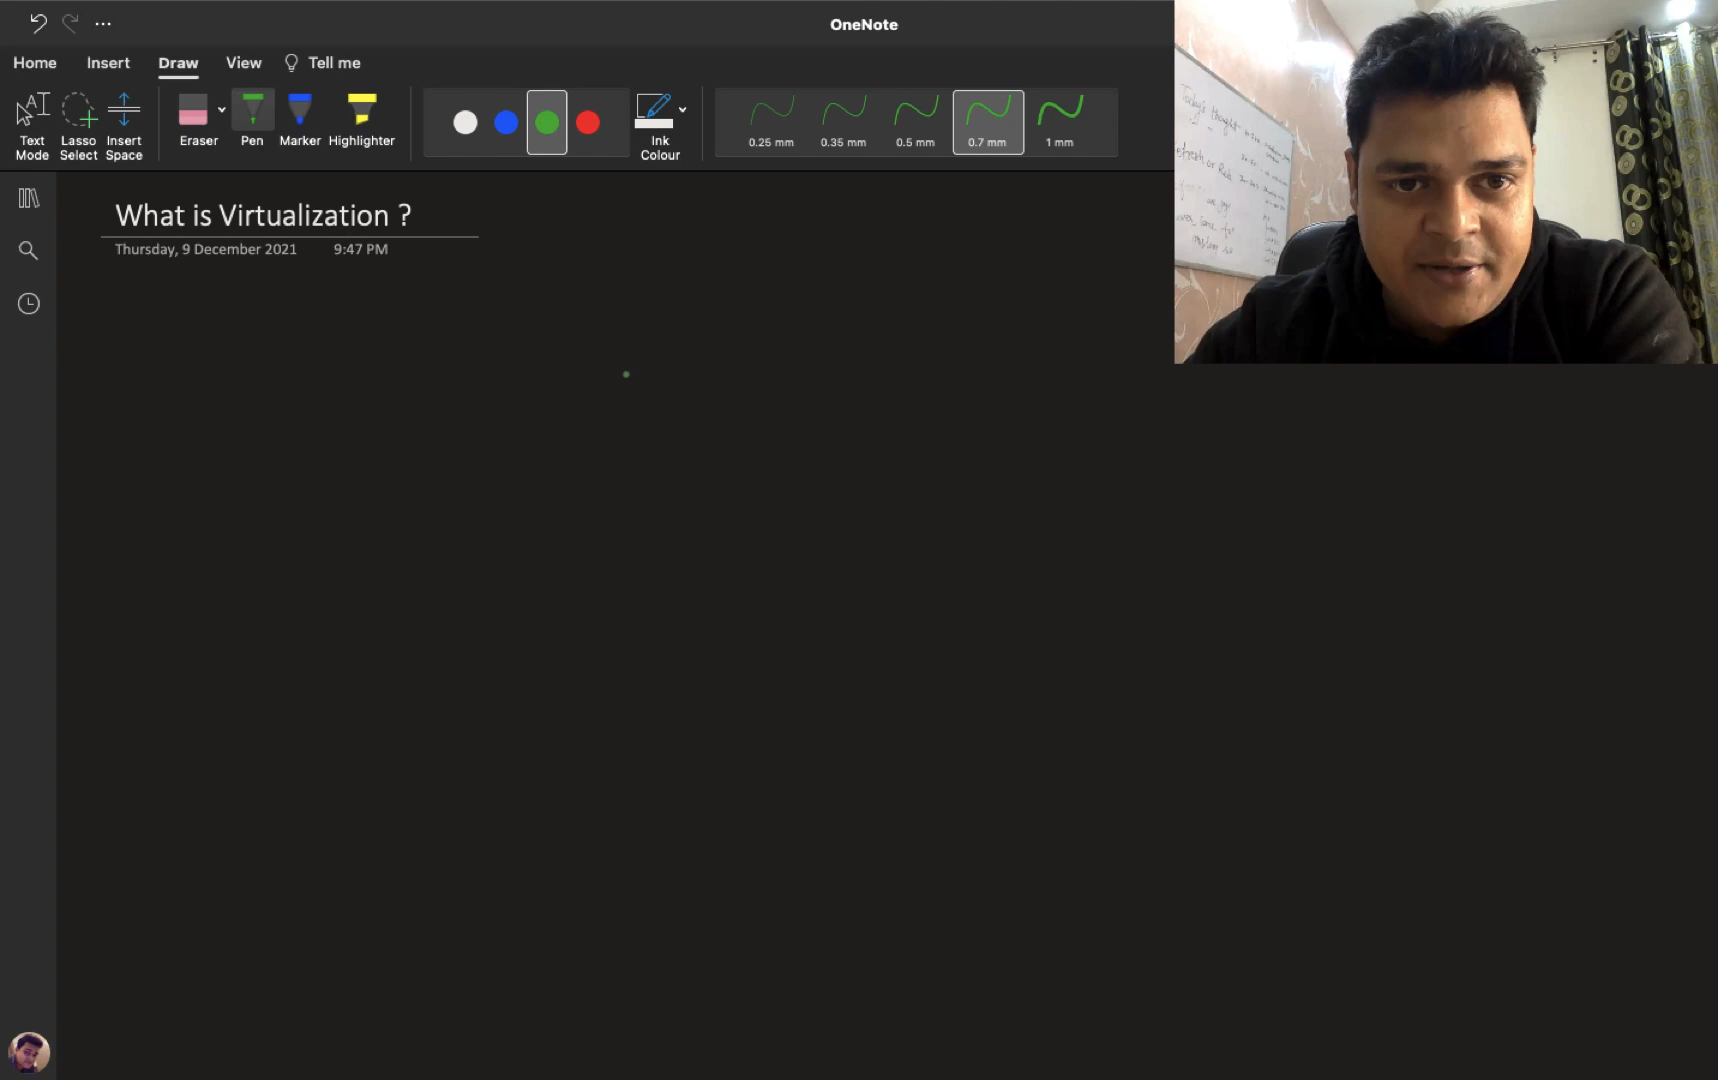 OneNote
Home Insert Draw View Tell me
Text Mode
Lasso Select
Insert Space
Eraser
Pen
Marker
Highlighter
Ink Colour
0.25 mm
0.35 mm
0.5 mm
0.7 mm
1 mm
What is Virtualization ?
Thursday, 9 December 2021 9:47 PM
Today's thought